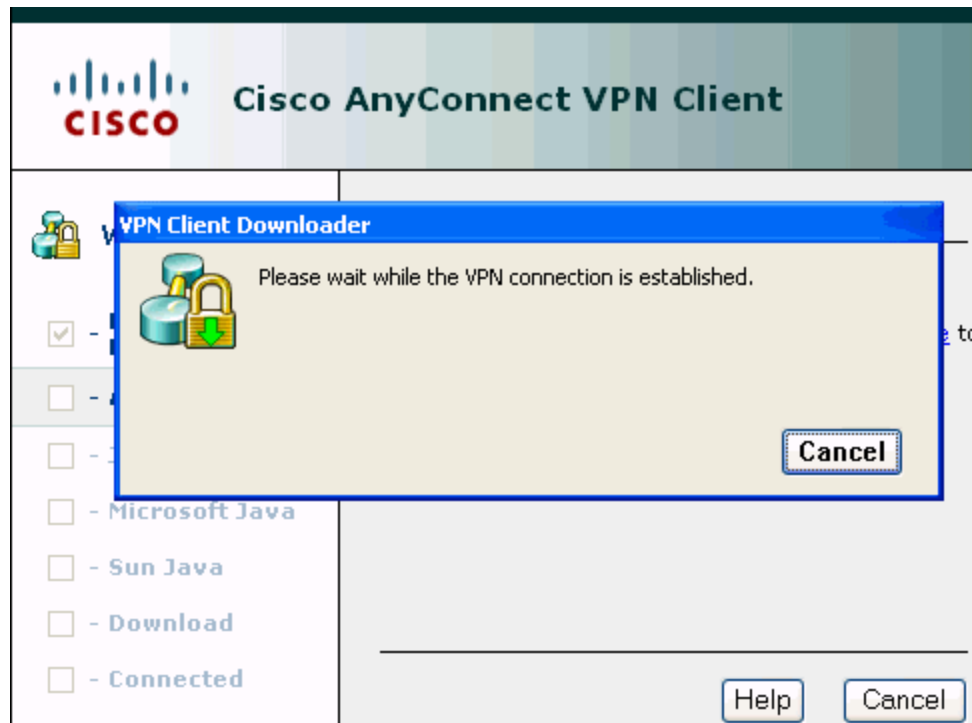 CISCO
Cisco AnyConnect VPN Client
VPN Client Downloader
Please wait while the VPN connection is established.
Cancel
to
-
-
-
- Microsoft Java
- Sun Java
- Download
- Connected
Help
Cancel